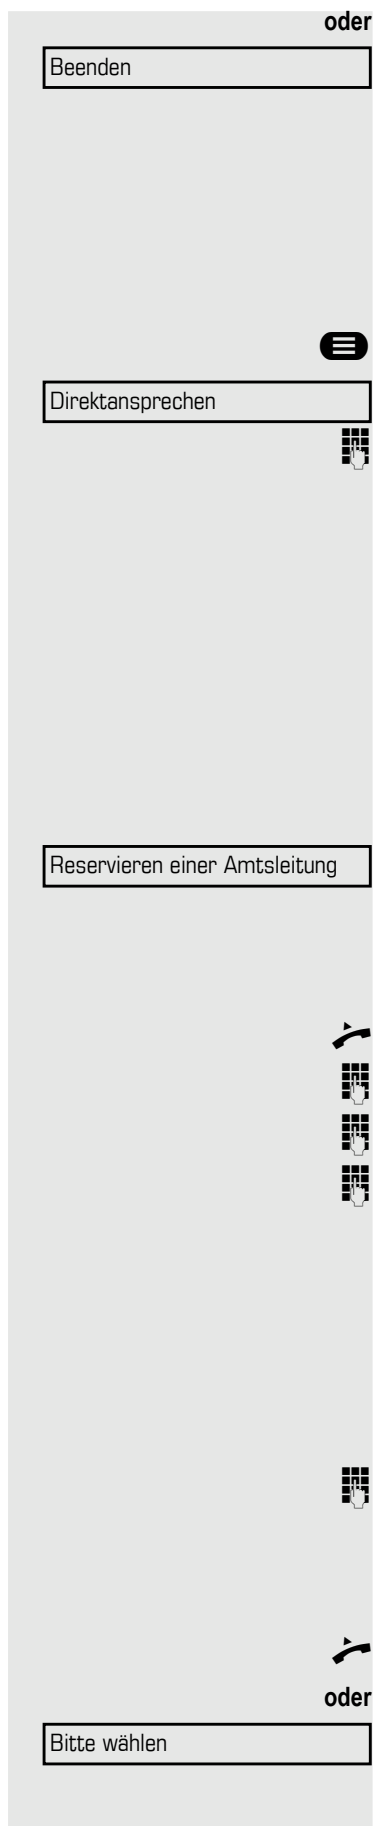 oder
Beenden
Direktansprechen
Reservieren einer Amtsleitung
oder
Bitte wählen